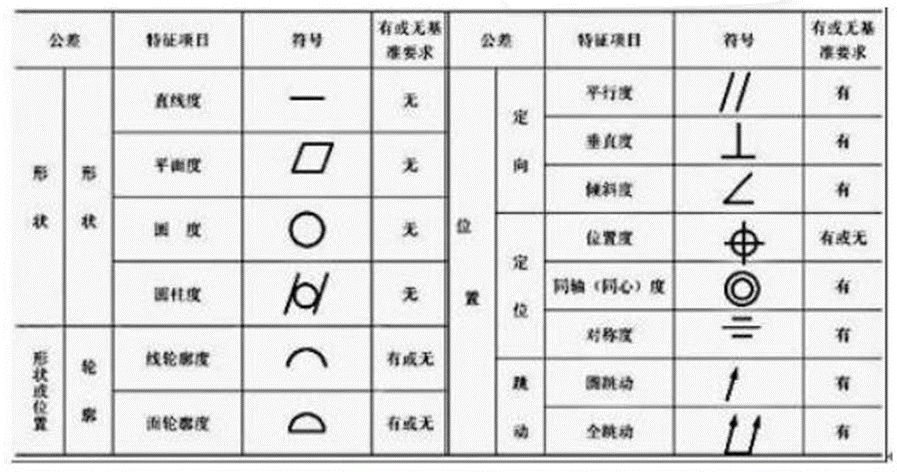 公差 特征项目 符号 有或无基准要求 公差 特征项目 符号 有或无基准要求
形状 形状 直线度 无
平面度 无
圆 度 无
圆柱度 无
形状或位置 轮廓 线轮廓度 有或无
面轮廓度 有或无
位置 定向 平行度 有
垂直度 有
倾斜度 有
定位 位置度 有或无
同轴（同心）度 有
对称度 有
跳动 圆跳动 有
全跳动 有